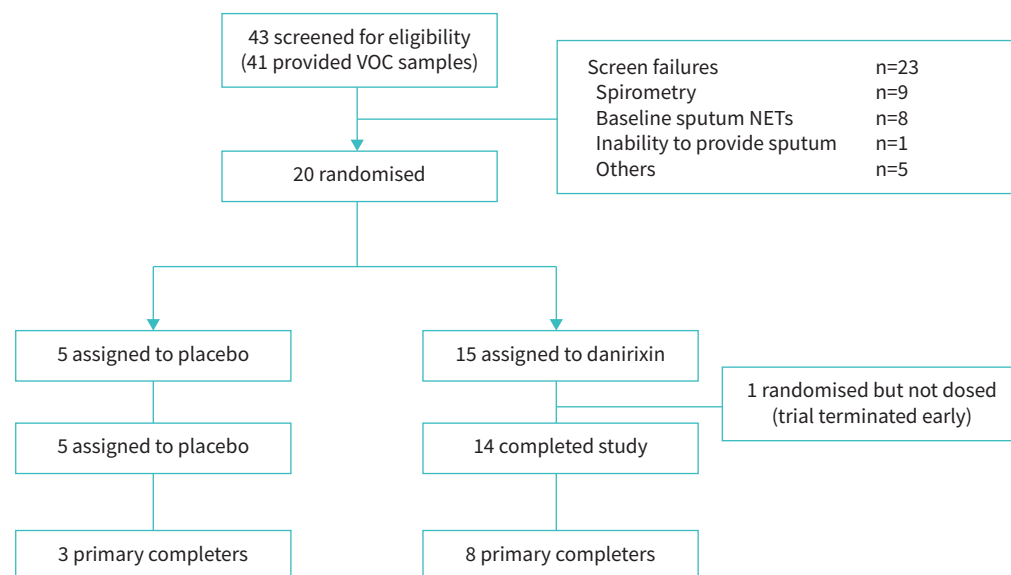 43 screened for eligibility
(41 provided VOC samples)
Screen failures n=23
Spirometry n=9
Baseline sputum NETs n=8
Inability to provide sputum n=1
Others n=5
20 randomised
5 assigned to placebo
15 assigned to danirixin
1 randomised but not dosed
(trial terminated early)
5 assigned to placebo
14 completed study
3 primary completers
8 primary completers